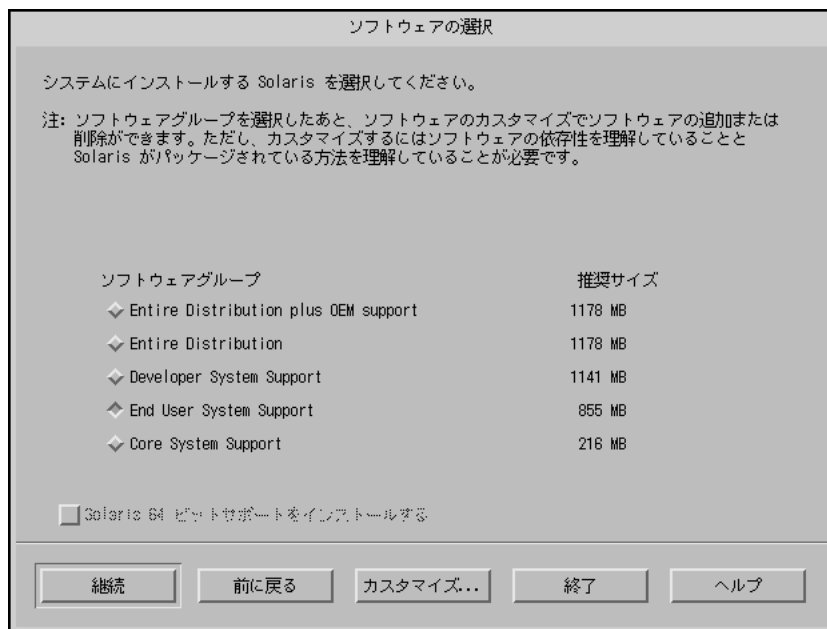 ソフトウェアの選択
システムにインストールする Solaris を選択してください。
注: ソフトウェアグループを選択したあと、ソフトウェアのカスタマイズでソフトウェアの追加または
削除ができます。ただし、カスタマイズするにはソフトウェアの依存性を理解していることと
Solaris がパッケージされている方法を理解していることが必要です。
ソフトウェアグループ 推奨サイズ
Entire Distribution plus OEM support 1178 MB
Entire Distribution 1178 MB
Developer System Support 1141 MB
End User System Support 855 MB
Core System Support 216 MB
Solaris 64 ビットサポートをインストールする
継続 前に戻る カスタマイズ... 終了 ヘルプ